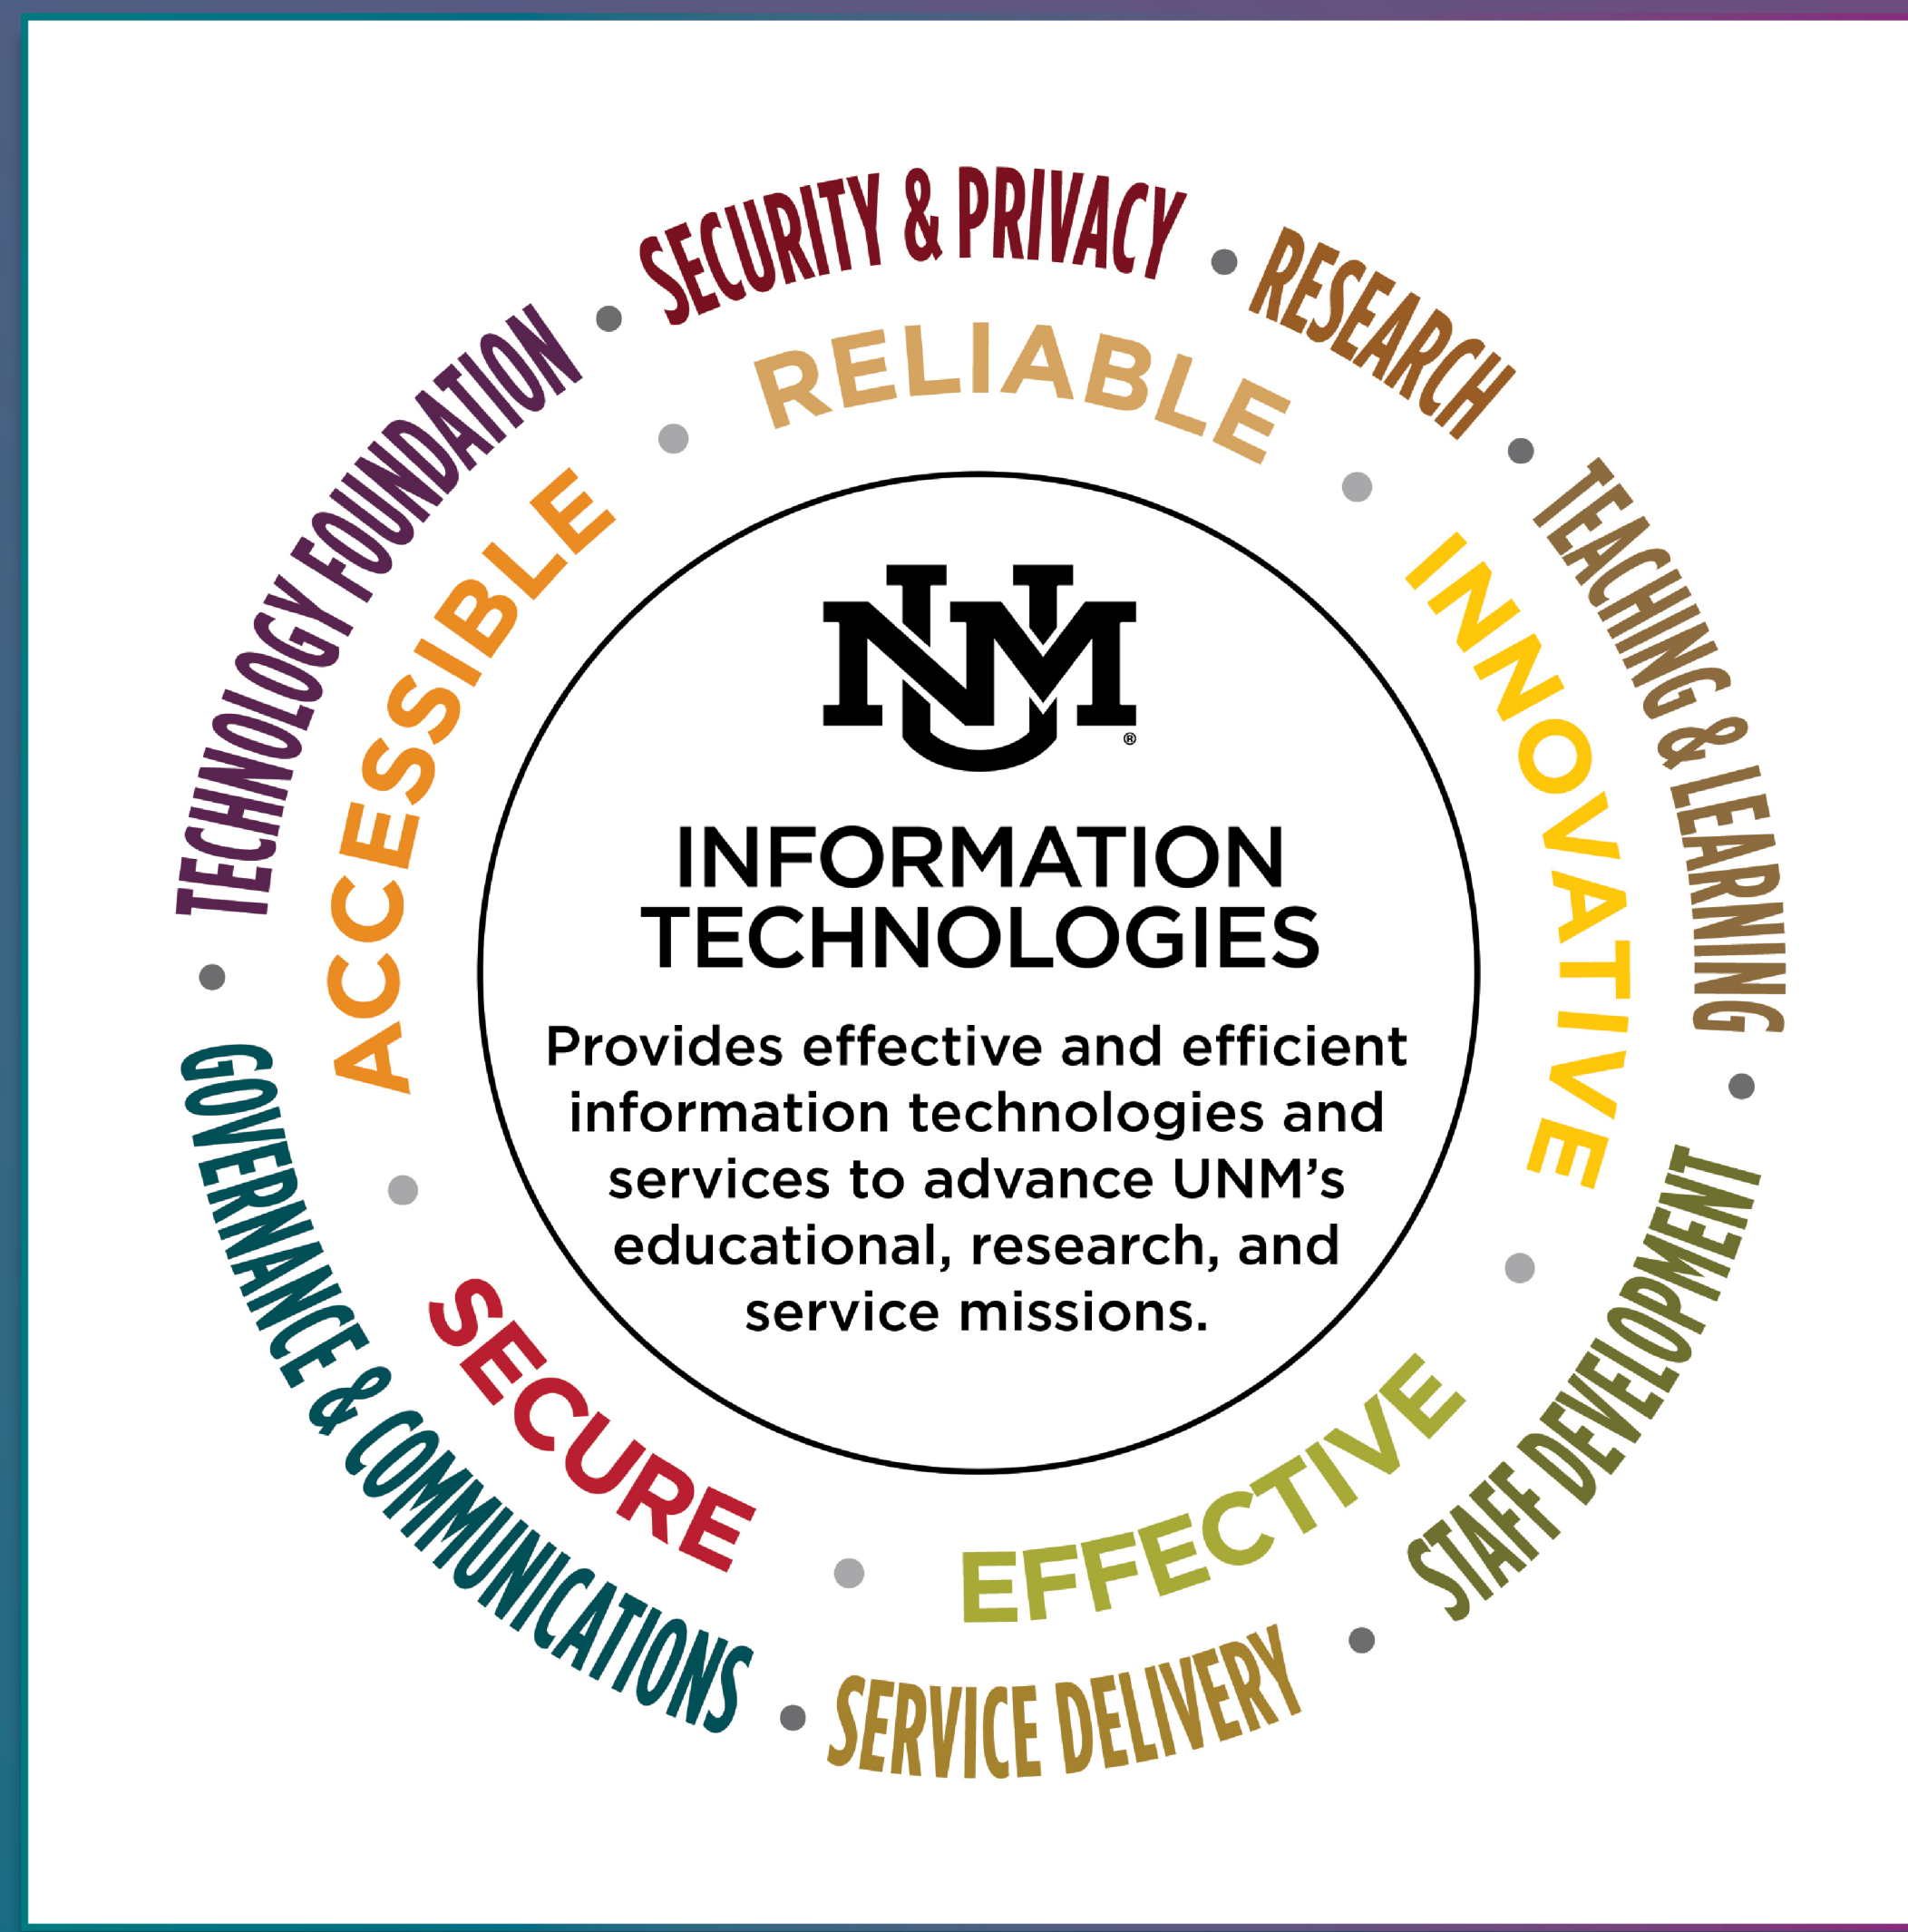 SECURITY & PRIVACY • RESEARCH • TEACHING & LEARNING • STAFF DEVELOPMENT • SERVICE DELIVERY • GOVERNANCE & COMMUNICATIONS • TECHNOLOGY FOUNDATION •
RELIABLE • INNOVATIVE • EFFECTIVE • SECURE • ACCESSIBLE •
UNM®
INFORMATION
TECHNOLOGIES
Provides effective and efficient
information technologies and
services to advance UNM’s
educational, research, and
service missions.